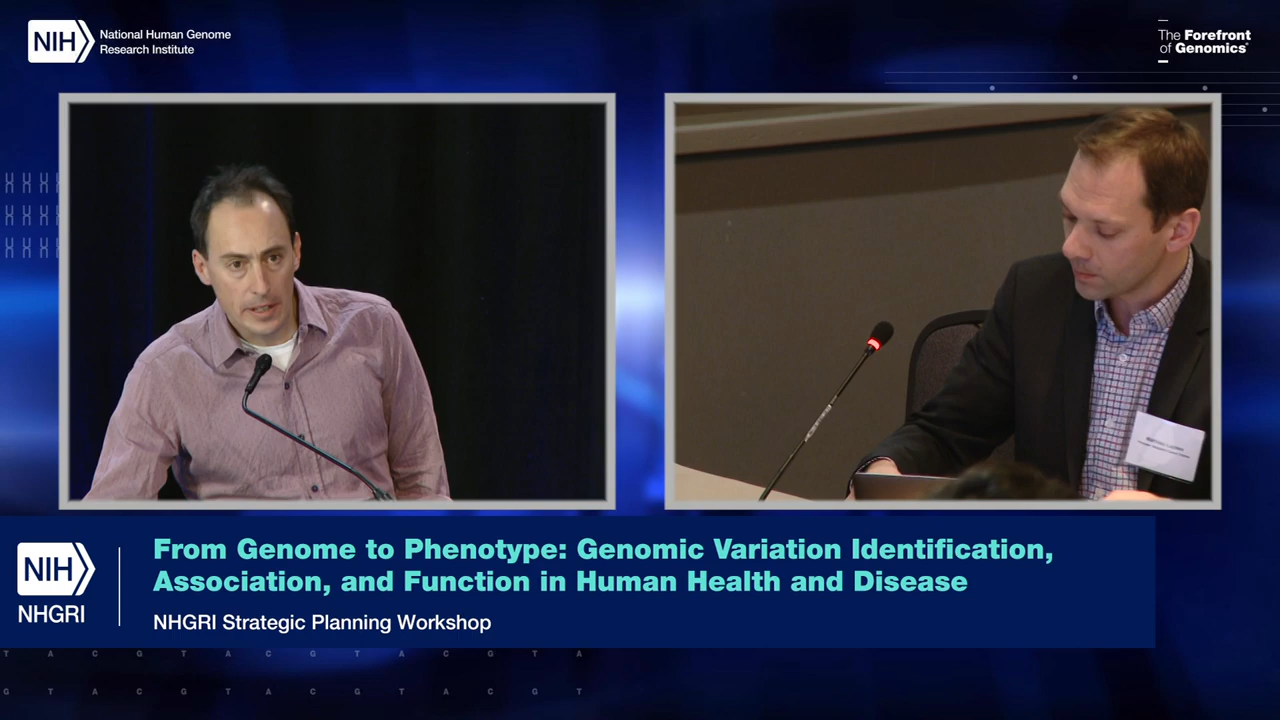 NIH
National Human Genome
Research Institute
The Forefront
of Genomics®
From Genome to Phenotype: Genomic Variation Identification,
Association, and Function in Human Health and Disease
NHGRI Strategic Planning Workshop
NIH
NHGRI
T A C G T A C G T A C G T A
G T A C G T A C G T A C G T